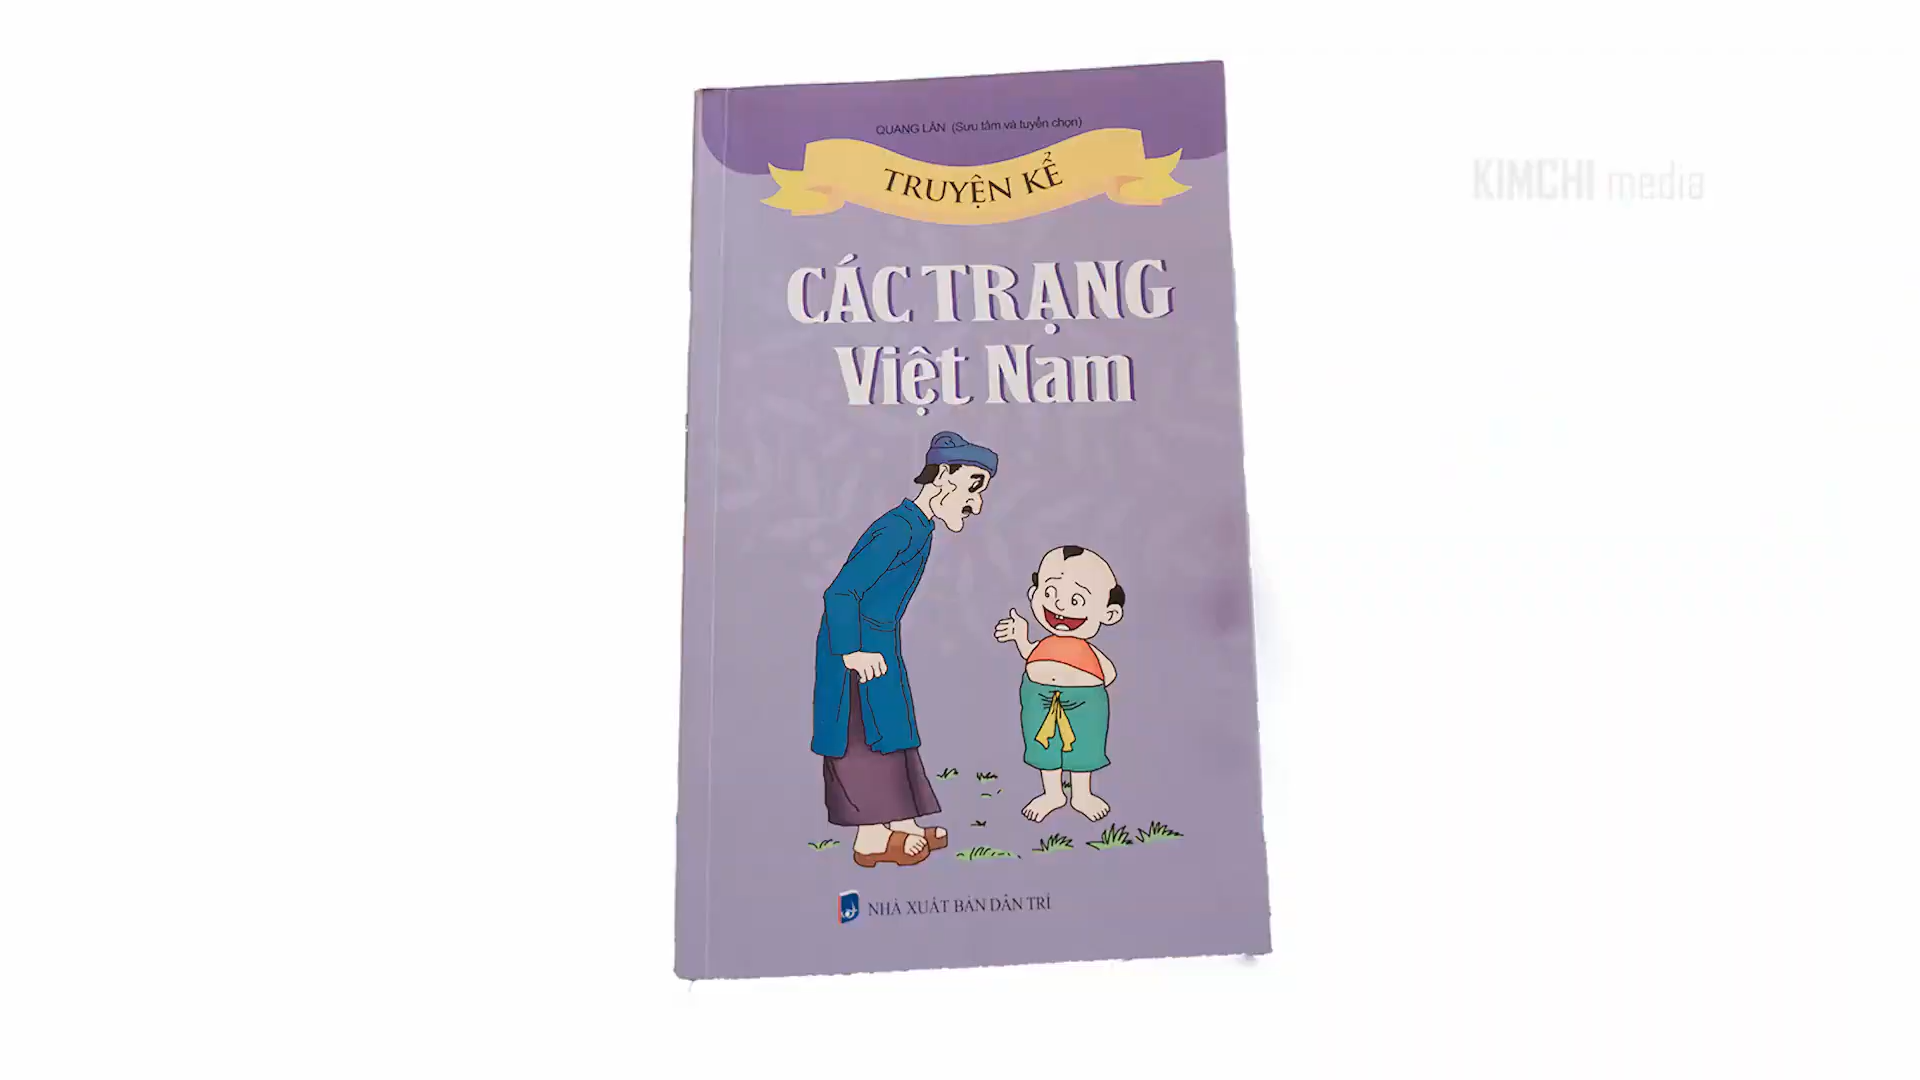 QUANG LÂN (Sưu tầm và tuyển chọn)
TRUYỆN KỂ
CÁC TRẠNG
Việt Nam
NHÀ XUẤT BẢN DÂN TRÍ
KIMCHI media